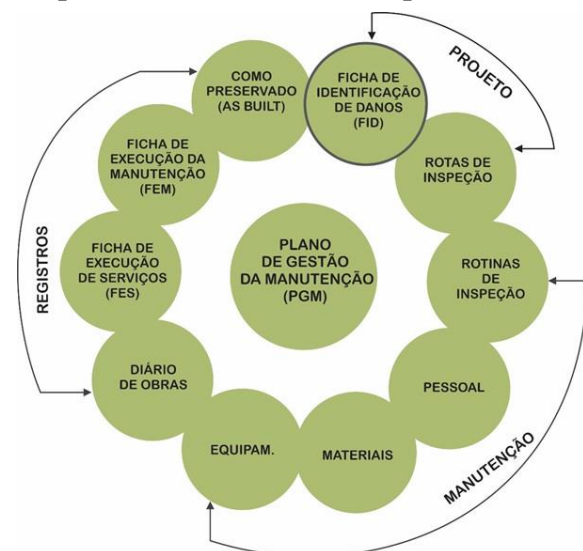 COMO
PRESERVADO
(AS BUILT)
FICHA DE
IDENTIFICAÇÃO
DE DANOS
(FID)
PROJETO
ROTAS DE
INSPEÇÃO
ROTINAS
DE
INSPEÇÃO
PESSOAL
MANUTENÇÃO
MATERIAIS
EQUIPAM.
DIÁRIO
DE OBRAS
FICHA DE
EXECUÇÃO
DE SERVIÇOS
(FES)
FICHA DE
EXECUÇÃO DA
MANUTENÇÃO
(FEM)
REGISTROS
PLANO
DE GESTÃO
DA MANUTENÇÃO
(PGM)